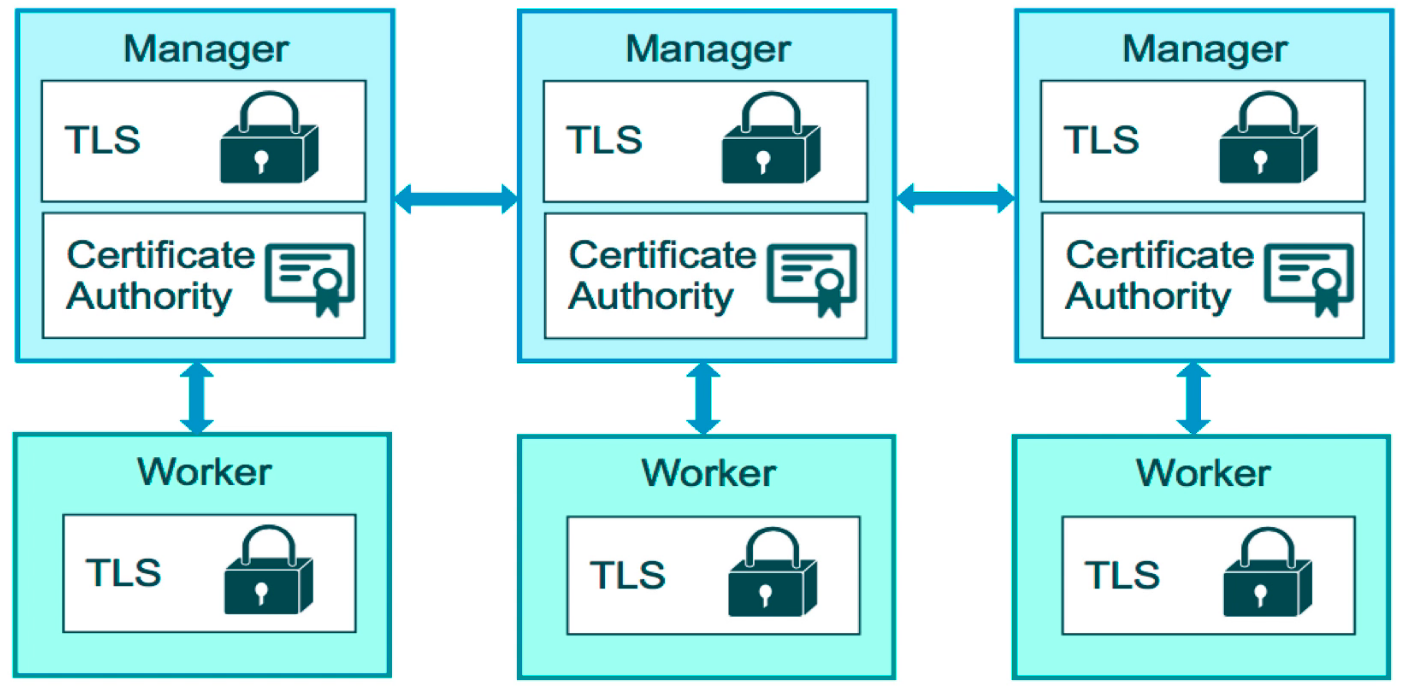 Manager
TLS
Certificate
Authority
Manager
TLS
Certificate
Authority
Manager
TLS
Certificate
Authority
Worker
TLS
Worker
TLS
Worker
TLS